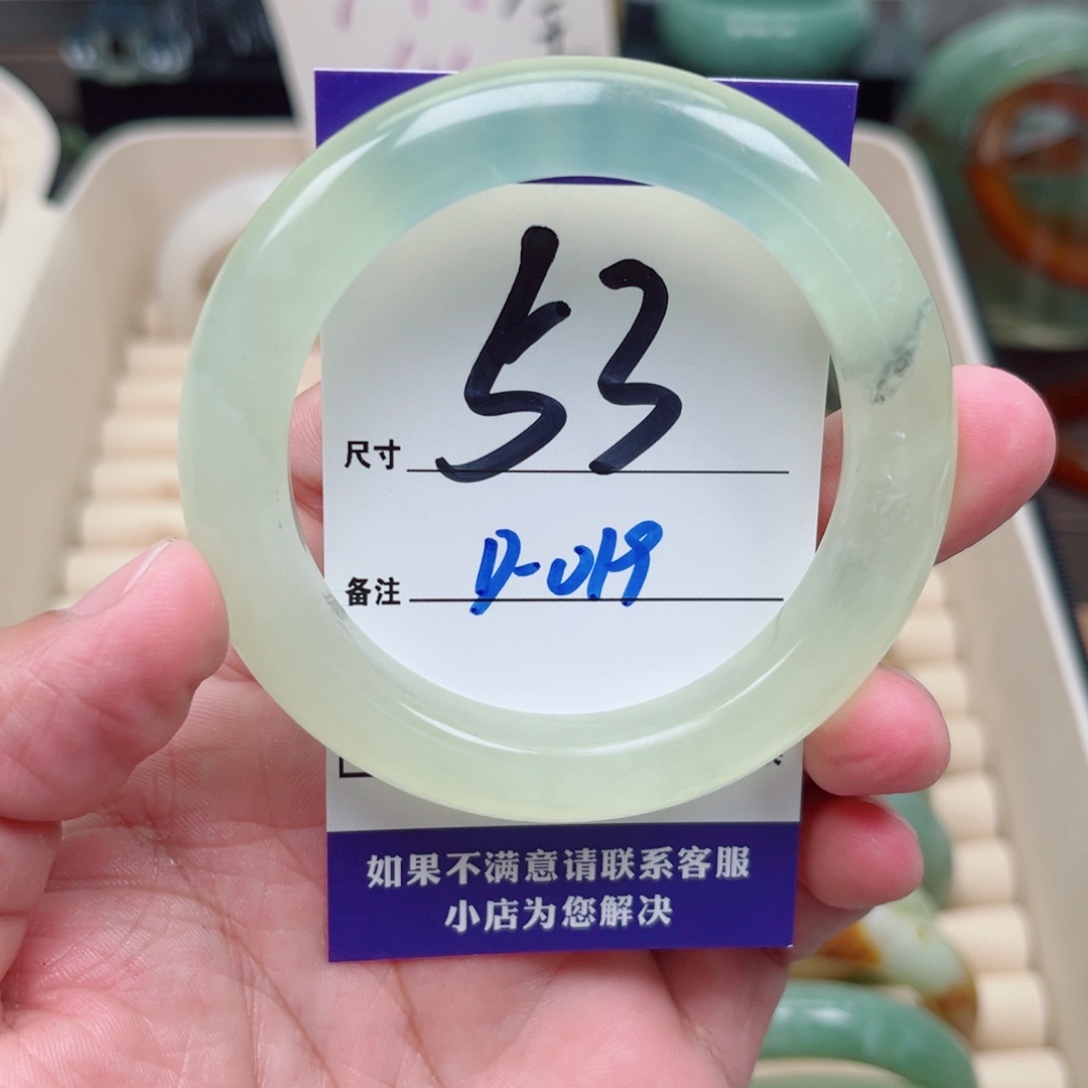 尺寸 53
备注 D-019
如果不满意请联系客服
小店为您解决